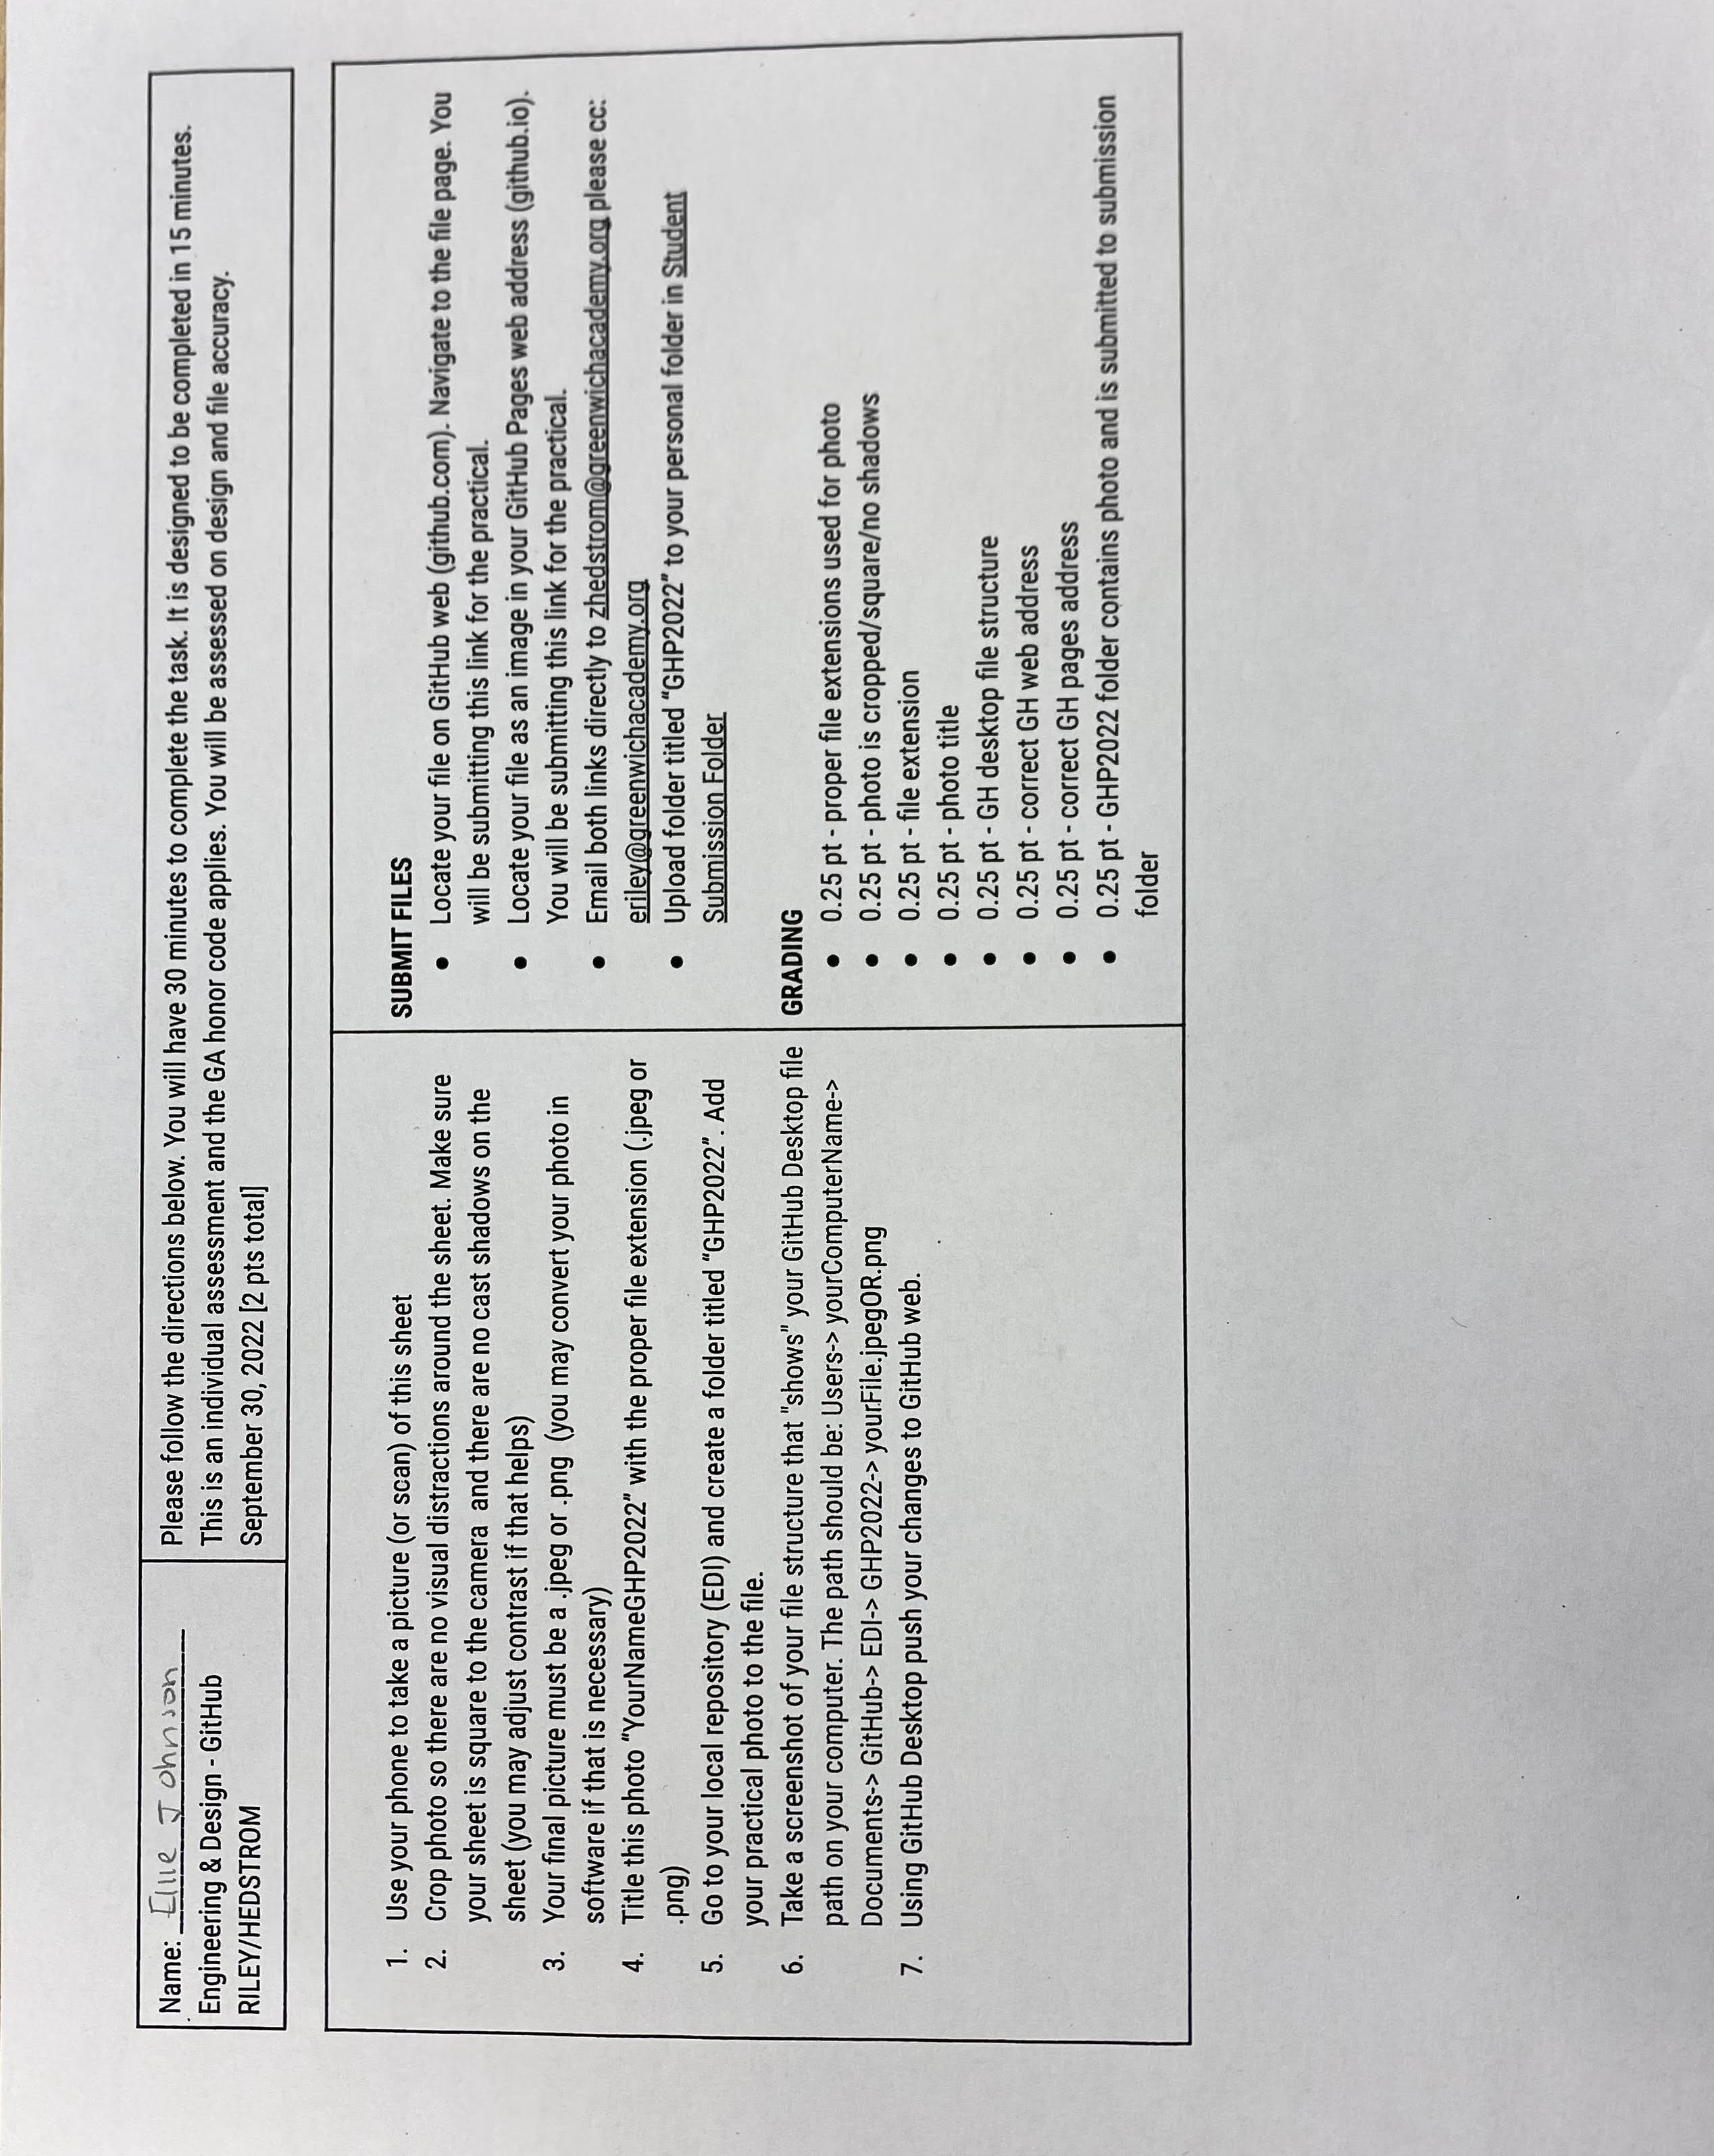 Name: Ellie Johnson
Engineering & Design - GitHub
RILEY/HEDSTROM
Please follow the directions below. You will have 30 minutes to complete the task. It is designed to be completed in 15 minutes.
This is an individual assessment and the GA honor code applies. You will be assessed on design and file accuracy.
September 30, 2022 [2 pts total]
1. Use your phone to take a picture (or scan) of this sheet
2. Crop photo so there are no visual distractions around the sheet. Make sure
your sheet is square to the camera and there are no cast shadows on the
sheet (you may adjust contrast if that helps)
3. Your final picture must be a .jpeg or .png (you may convert your photo in
software if that is necessary)
4. Title this photo “YourNameGHP2022” with the proper file extension (.jpeg or
.png)
5. Go to your local repository (EDI) and create a folder titled “GHP2022”. Add
your practical photo to the file.
6. Take a screenshot of your file structure that "shows" your GitHub Desktop file
path on your computer. The path should be: Users-> yourComputerName->
Documents-> GitHub-> EDI-> GHP2022-> yourFile.jpegOR.png
7. Using GitHub Desktop push your changes to GitHub web.
SUBMIT FILES
● Locate your file on GitHub web (github.com). Navigate to the file page. You
will be submitting this link for the practical.
● Locate your file as an image in your GitHub Pages web address (github.io).
You will be submitting this link for the practical.
● Email both links directly to zhedstrom@greenwichacademy.org please cc:
eriley@greenwichacademy.org
● Upload folder titled “GHP2022” to your personal folder in Student
Submission Folder
GRADING
● 0.25 pt - proper file extensions used for photo
● 0.25 pt - photo is cropped/square/no shadows
● 0.25 pt - file extension
● 0.25 pt - photo title
● 0.25 pt - GH desktop file structure
● 0.25 pt - correct GH web address
● 0.25 pt - correct GH pages address
● 0.25 pt - GHP2022 folder contains photo and is submitted to submission
folder